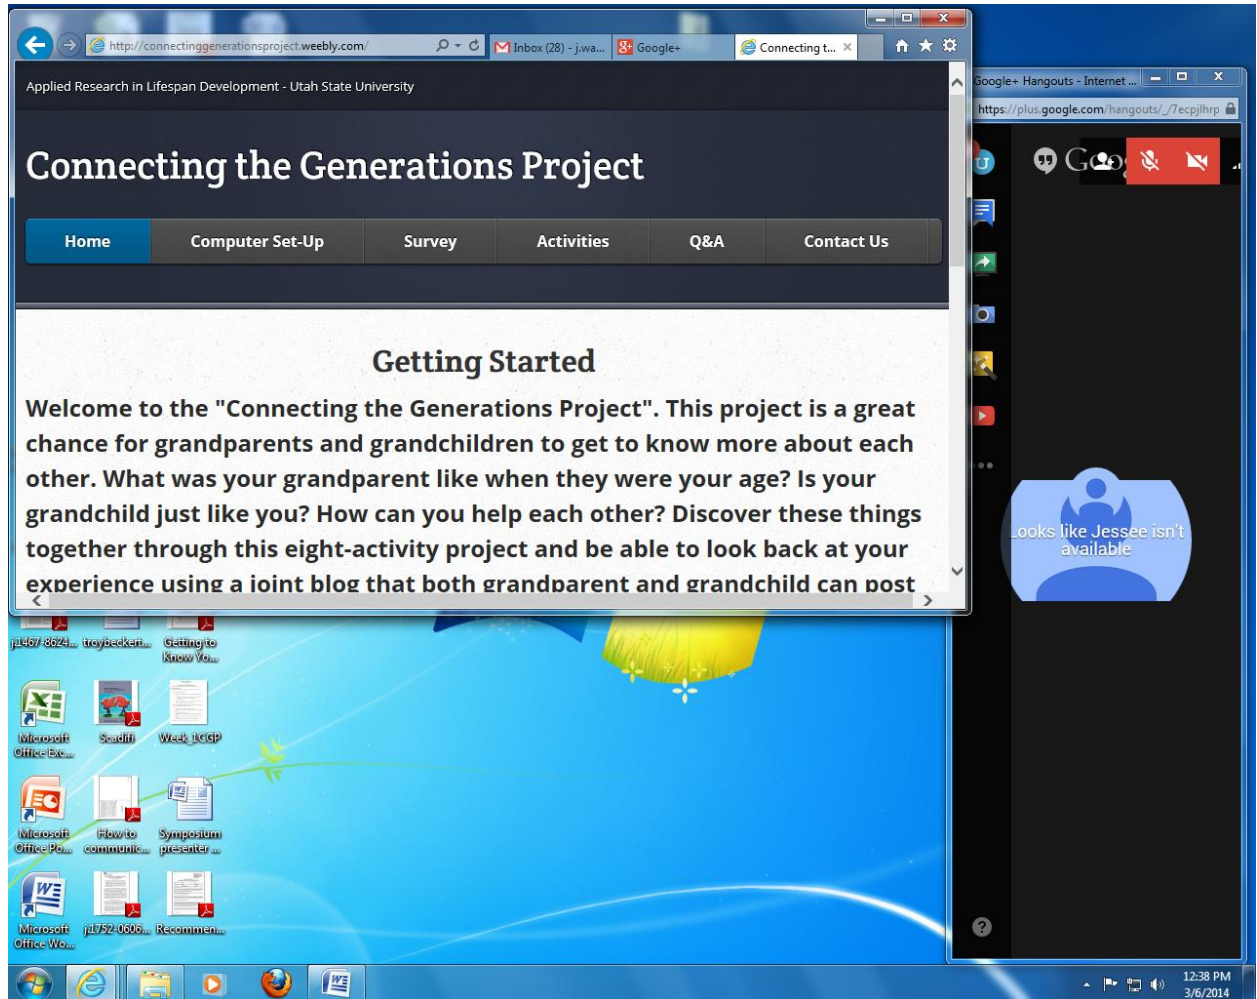 http://connectinggenerationsproject.weebly.com/
Inbox (28) - j.wa...
Google+
Connecting t...
Applied Research in Lifespan Development - Utah State University
Connecting the Generations Project
Home
Computer Set-Up
Survey
Activities
Q&A
Contact Us
Getting Started
Welcome to the "Connecting the Generations Project". This project is a great
chance for grandparents and grandchildren to get to know more about each
other. What was your grandparent like when they were your age? Is your
grandchild just like you? How can you help each other? Discover these things
together through this eight-activity project and be able to look back at your
experience using a joint blog that both grandparent and grandchild can post
Google+ Hangouts - Internet ...
https://plus.google.com/hangouts/_/7ecpjlhrp
Looks like Jessee isn't
available
j.1467-8624...
troybeckert...
Getting to
Know Yo...
Microsoft
Office Exc...
Scadifi
Week_1CGP
Microsoft
Office Po...
How to
communic...
Symposium
presenter ...
Microsoft
Office Wo...
j.1752-0606...
Recommen...
12:38 PM
3/6/2014